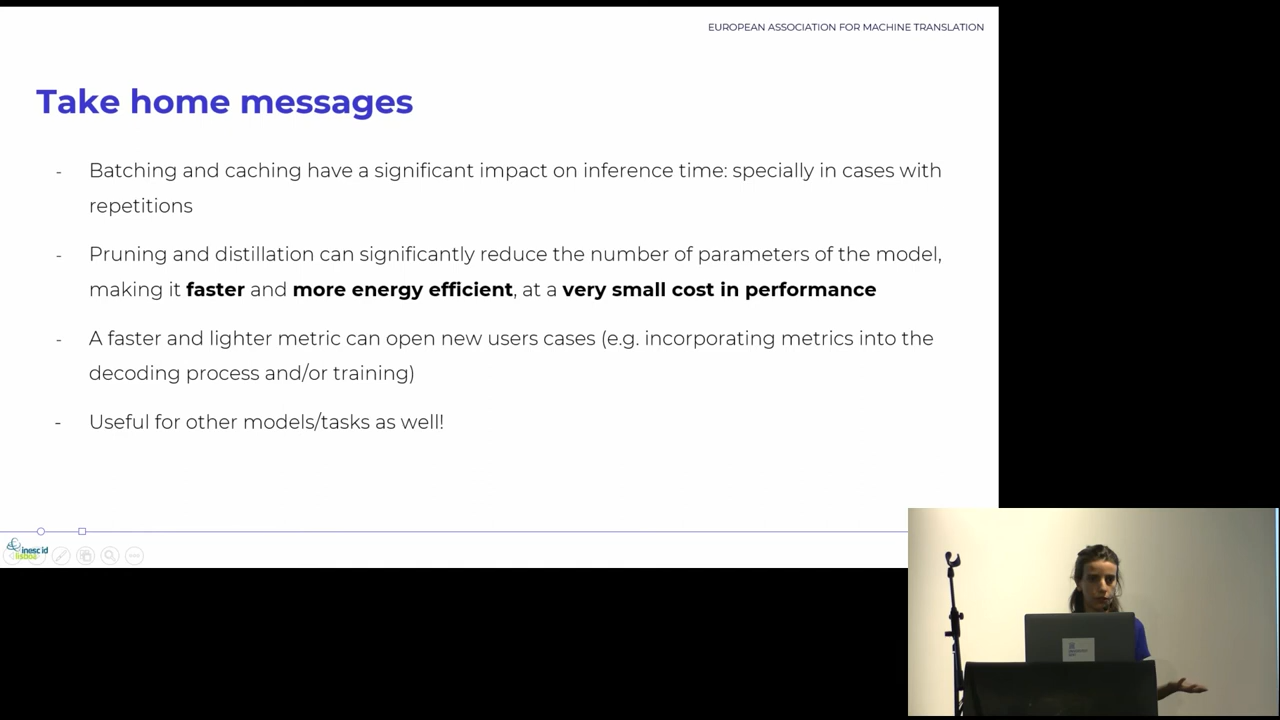 EUROPEAN ASSOCIATION FOR MACHINE TRANSLATION
Take home messages
- Batching and caching have a significant impact on inference time: specially in cases with
repetitions
- Pruning and distillation can significantly reduce the number of parameters of the model,
making it faster and more energy efficient, at a very small cost in performance
- A faster and lighter metric can open new users cases (e.g. incorporating metrics into the
decoding process and/or training)
- Useful for other models/tasks as well!
inesc id
lisboa